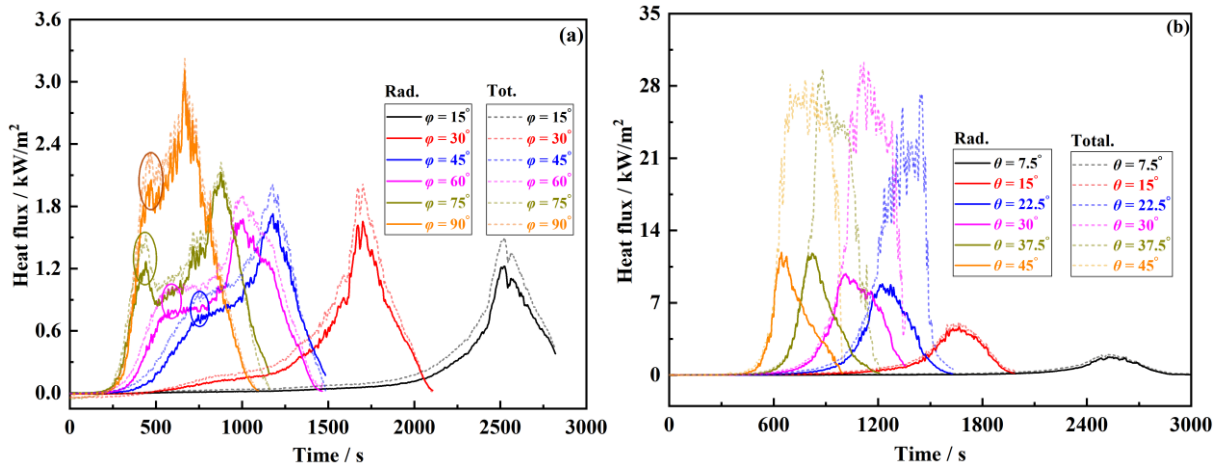 (a)
Heat flux / kW/m²
3.6
3.0
2.4
1.8
1.2
0.6
0.0
Rad. Tot.
φ = 15° φ = 15°
φ = 30° φ = 30°
φ = 45° φ = 45°
φ = 60° φ = 60°
φ = 75° φ = 75°
φ = 90° φ = 90°
0 500 1000 1500 2000 2500 3000
Time / s
(b)
Heat flux / kW/m²
35
28
21
14
7
0
Rad. Total.
θ = 7.5° θ = 7.5°
θ = 15° θ = 15°
θ = 22.5° θ = 22.5°
θ = 30° θ = 30°
θ = 37.5° θ = 37.5°
θ = 45° θ = 45°
0 600 1200 1800 2400 3000
Time / s